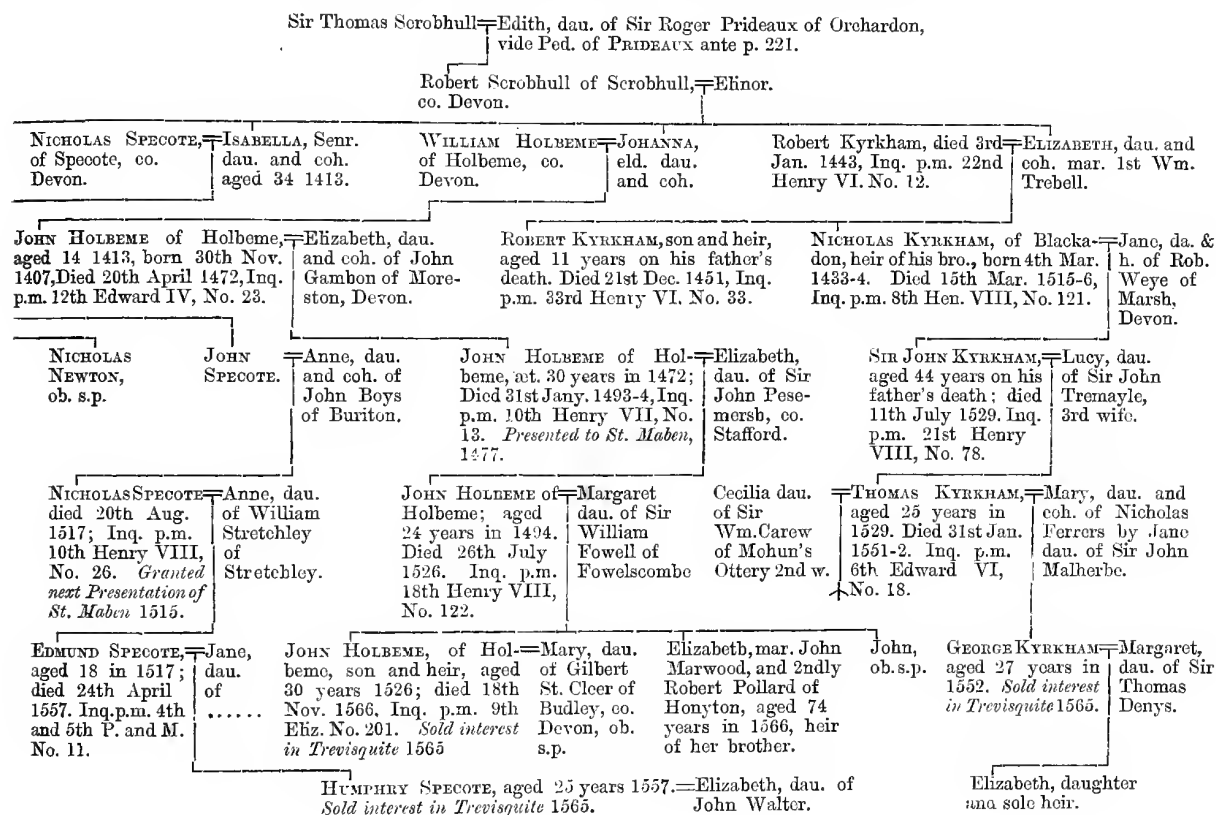 Sir Thomas Scrobhull=Edith, dau. of Sir Roger Prideaux of Orchardon,
vide Ped. of PRIDEAUX ante p. 221.
Robert Scrobhull of Scrobhull,=Elinor.
co. Devon.
NICHOLAS SPECOTE,=ISABELLA, Senr.
of Specote, co. dau. and coh.
Devon. aged 34 1413.
WILLIAM HOLBEME=JOHANNA,
of Holbeme, co. eld. dau.
Devon. and coh.
Robert Kyrkham, died 3rd=ELIZABETH, dau. and
Jan. 1443, Inq. p.m. 22nd coh. mar. 1st Wm.
Henry VI. No. 12. Trebell.
JOHN HOLBEME of Holbeme,=Elizabeth, dau.
aged 14 1413, born 30th Nov. and coh. of John
1407, Died 20th April 1472, Inq. Gambon of More-
p.m. 12th Edward IV, No. 23. ston, Devon.
ROBERT KYRKHAM, son and heir,
aged 11 years on his father's
death. Died 21st Dec. 1451, Inq.
p.m. 33rd Henry VI. No. 33.
NICHOLAS KYRKHAM, of Blacka-=Jane, da. &
don, heir of his bro., born 4th Mar. h. of Rob.
1433-4. Died 15th Mar. 1515-6, Weye of
Inq. p.m. 8th Hen. VIII, No. 121. Marsh,
Devon.
NICHOLAS
NEWTON,
ob. s.p.
JOHN =Anne, dau.
SPECOTE. and coh. of
John Boys
of Buriton.
JOHN HOLBEME of Hol-=Elizabeth,
beme, æt. 30 years in 1472; dau. of Sir
Died 31st Jany. 1493-4, Inq. John Pese-
p.m. 10th Henry VII, No. mersh, co.
13. Presented to St. Maben, Stafford.
1477.
SIR JOHN KYRKHAM,=Lucy, dau.
aged 44 years on his of Sir John
father's death; died Tremayle,
11th July 1529. Inq. 3rd wife.
p.m. 21st Henry
VIII, No. 78.
NICHOLAS SPECOTE=Anne, dau.
died 20th Aug. of William
1517; Inq. p.m. Stretchley
10th Henry VIII, of
No. 26. Granted Stretchley.
next Presentation of
St. Maben 1515.
JOHN HOLBEME of=Margaret
Holbeme; aged dau. of Sir
24 years in 1494. William
Died 26th July Fowell of
1526. Inq. p.m. Fowelscombe
18th Henry VIII,
No. 122.
Cecilia dau. =THOMAS KYRKHAM,=Mary, dau. and
of Sir aged 25 years in coh. of Nicholas
Wm. Carew 1529. Died 31st Jan. Ferrers by Jane
of Mohun's 1551-2. Inq. p.m. dau. of Sir John
Ottery 2nd w. 6th Edward VI, Malherbe.
No. 18.
EDMUND SPECOTE,=Jane,
aged 18 in 1517; dau.
died 24th April of
1557. Inq. p.m. 4th ......
and 5th P. and M.
No. 11.
JOHN HOLBEME, of Hol-=Mary, dau.
beme, son and heir, aged of Gilbert
30 years 1526; died 18th St. Cleer of
Nov. 1566. Inq. p.m. 9th Budley, co.
Eliz. No. 201. Sold interest Devon, ob.
in Trevisquite 1565 s.p.
Elizabeth, mar. John
Marwood, and 2ndly
Robert Pollard of
Honyton, aged 74
years in 1566, heir
of her brother.
John,
ob. s.p.
GEORGE KYRKHAM=Margaret,
aged 27 years in dau. of Sir
1552. Sold interest Thomas
in Trevisquite 1565. Denys.
HUMPHRY SPECOTE, aged 25 years 1557.=Elizabeth, dau. of
Sold interest in Trevisquite 1565. John Walter.
Elizabeth, daughter
and sole heir.